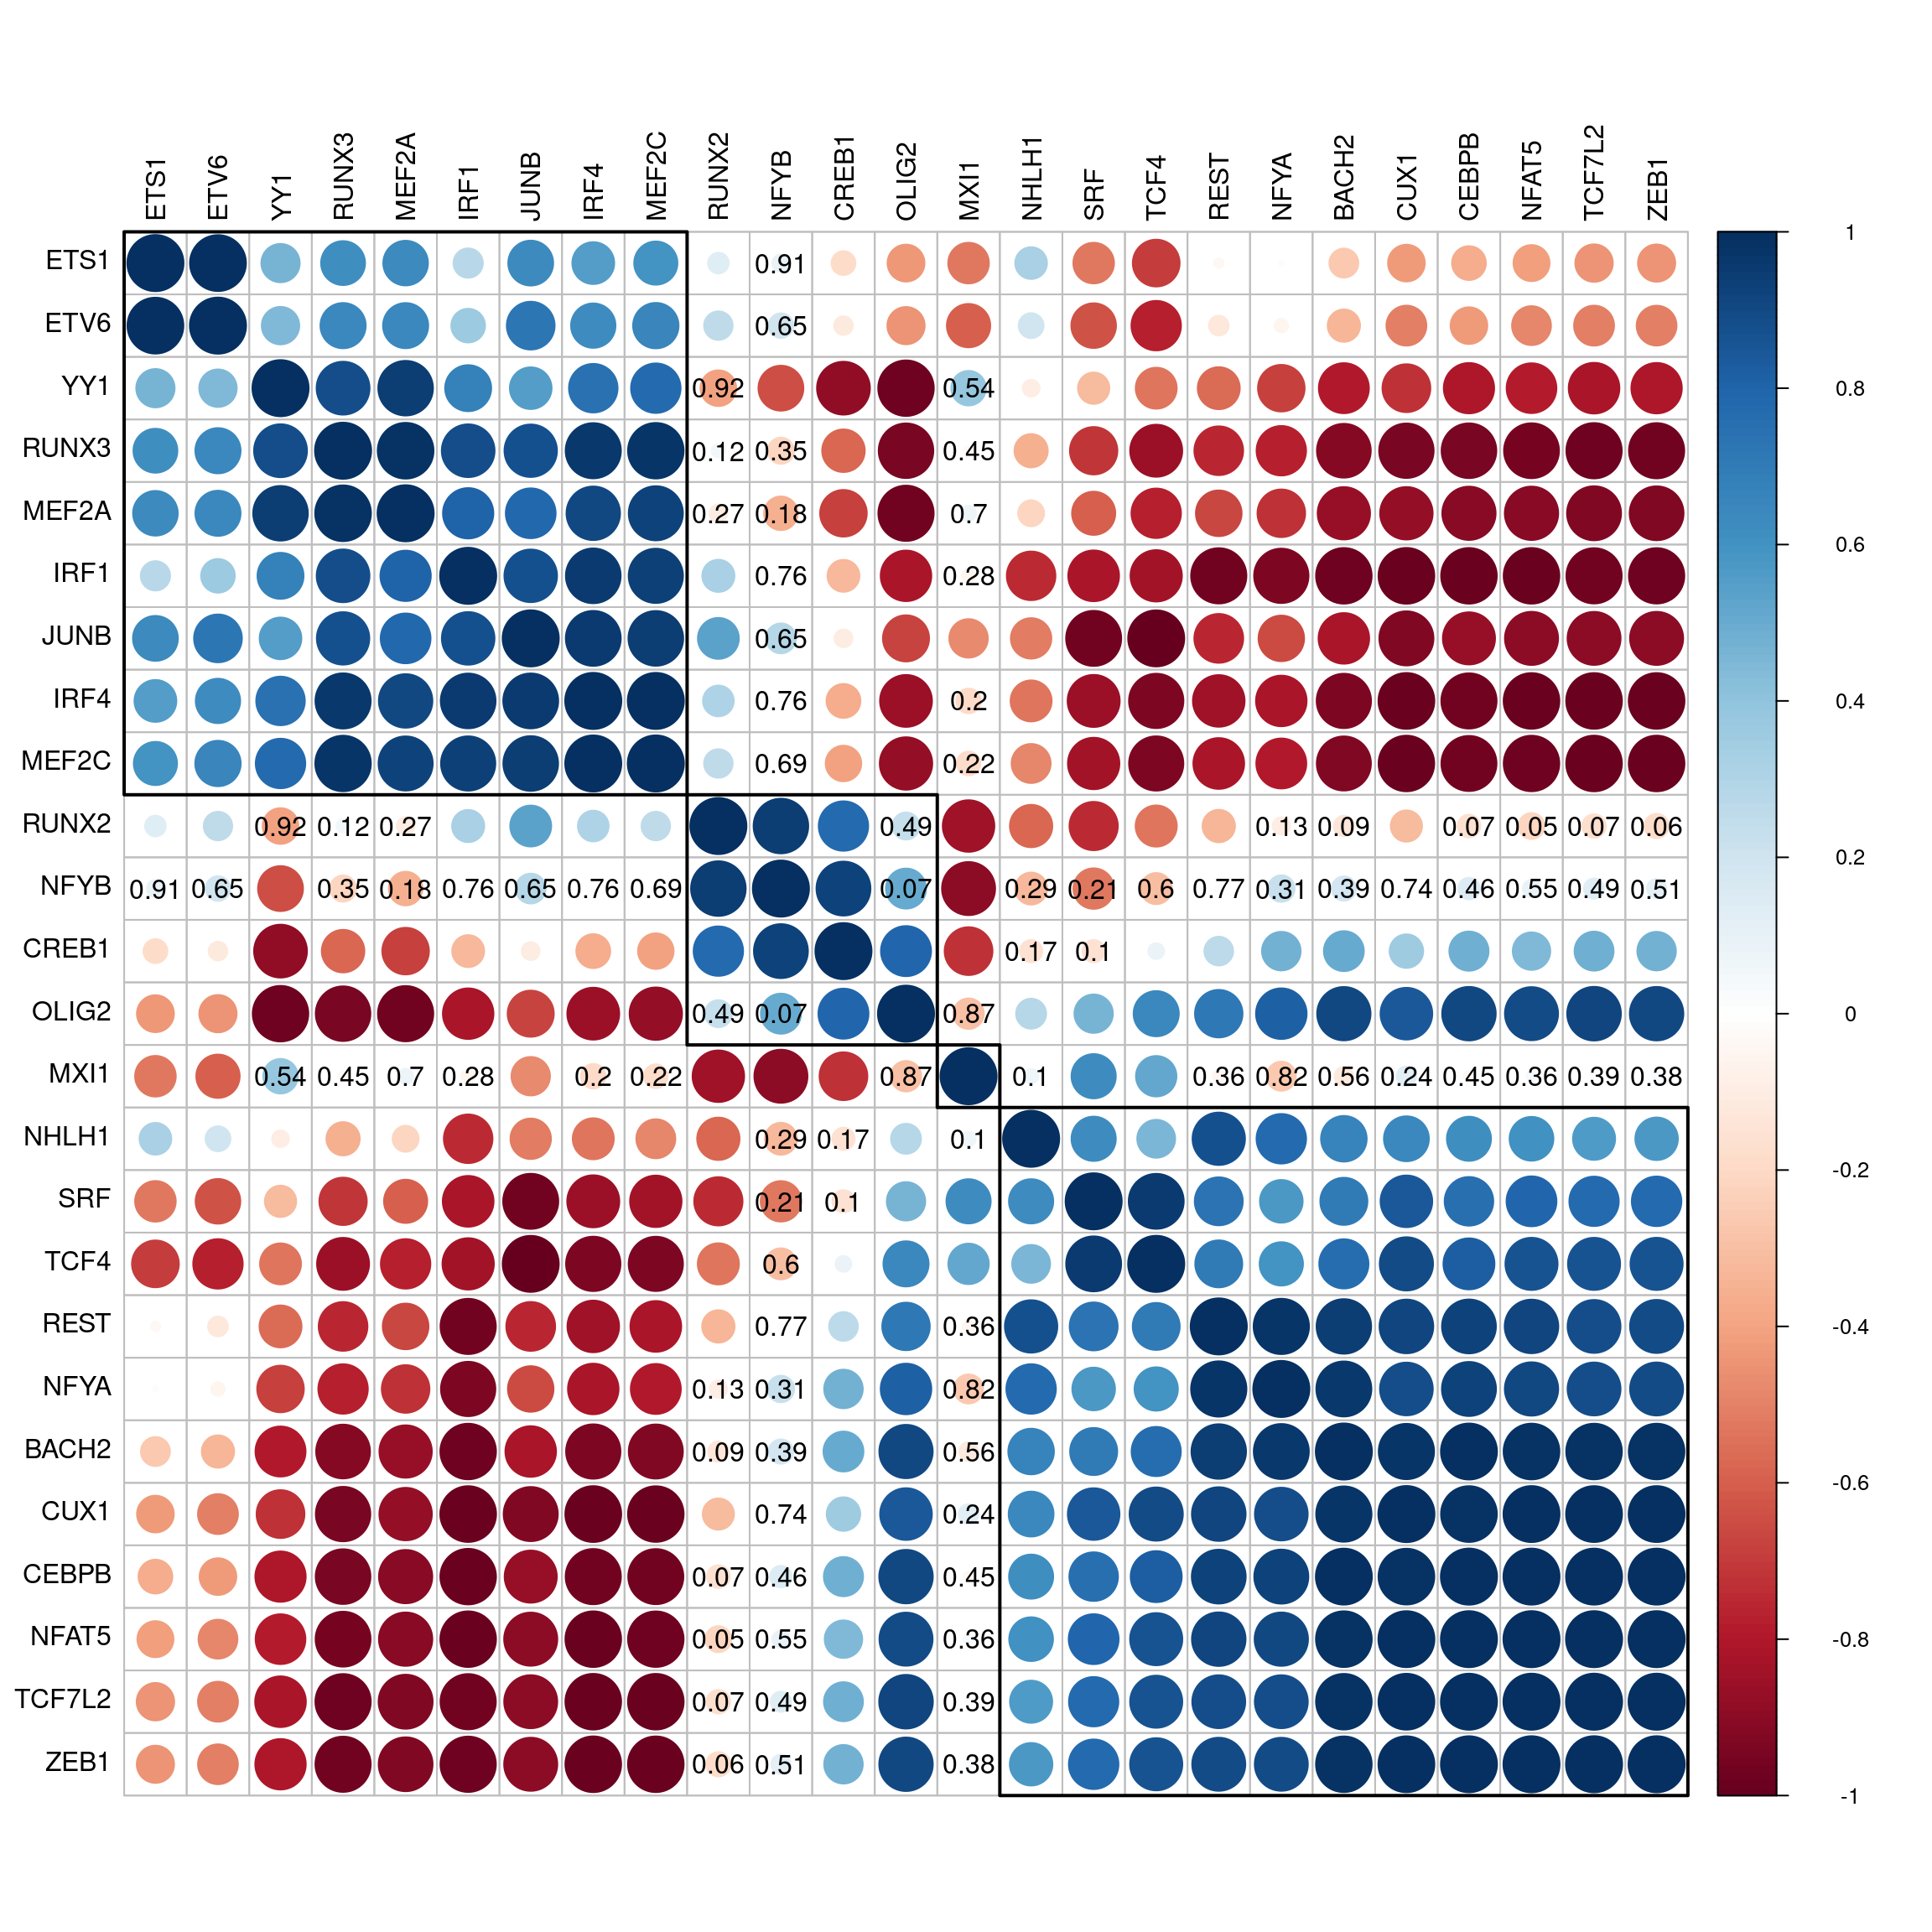 ETS1 ETV6 YY1 RUNX3 MEF2A IRF1 JUNB IRF4 MEF2C RUNX2 NFYB CREB1 OLIG2 MXI1 NHLH1 SRF TCF4 REST NFYA BACH2 CUX1 CEBPB NFAT5 TCF7L2 ZEB1
ETS1 0.91
ETV6 0.65
YY1 0.92 0.54
RUNX3 0.12 0.35 0.45
MEF2A 0.27 0.18 0.7
IRF1 0.76 0.28
JUNB 0.65
IRF4 0.76 0.2
MEF2C 0.69 0.22
RUNX2 0.92 0.12 0.27 0.49 0.13 0.09 0.07 0.05 0.07 0.06
NFYB 0.91 0.65 0.35 0.18 0.76 0.65 0.76 0.69 0.07 0.29 0.21 0.6 0.77 0.31 0.39 0.74 0.46 0.55 0.49 0.51
CREB1 0.17 0.1
OLIG2 0.49 0.07 0.87
MXI1 0.54 0.45 0.7 0.28 0.2 0.22 0.87 0.1 0.36 0.82 0.56 0.24 0.45 0.36 0.39 0.38
NHLH1 0.29 0.17 0.1
SRF 0.21 0.1
TCF4 0.6
REST 0.77 0.36
NFYA 0.13 0.31 0.82
BACH2 0.09 0.39 0.56
CUX1 0.74 0.24
CEBPB 0.07 0.46 0.45
NFAT5 0.05 0.55 0.36
TCF7L2 0.07 0.49 0.39
ZEB1 0.06 0.51 0.38
1
0.8
0.6
0.4
0.2
0
-0.2
-0.4
-0.6
-0.8
-1